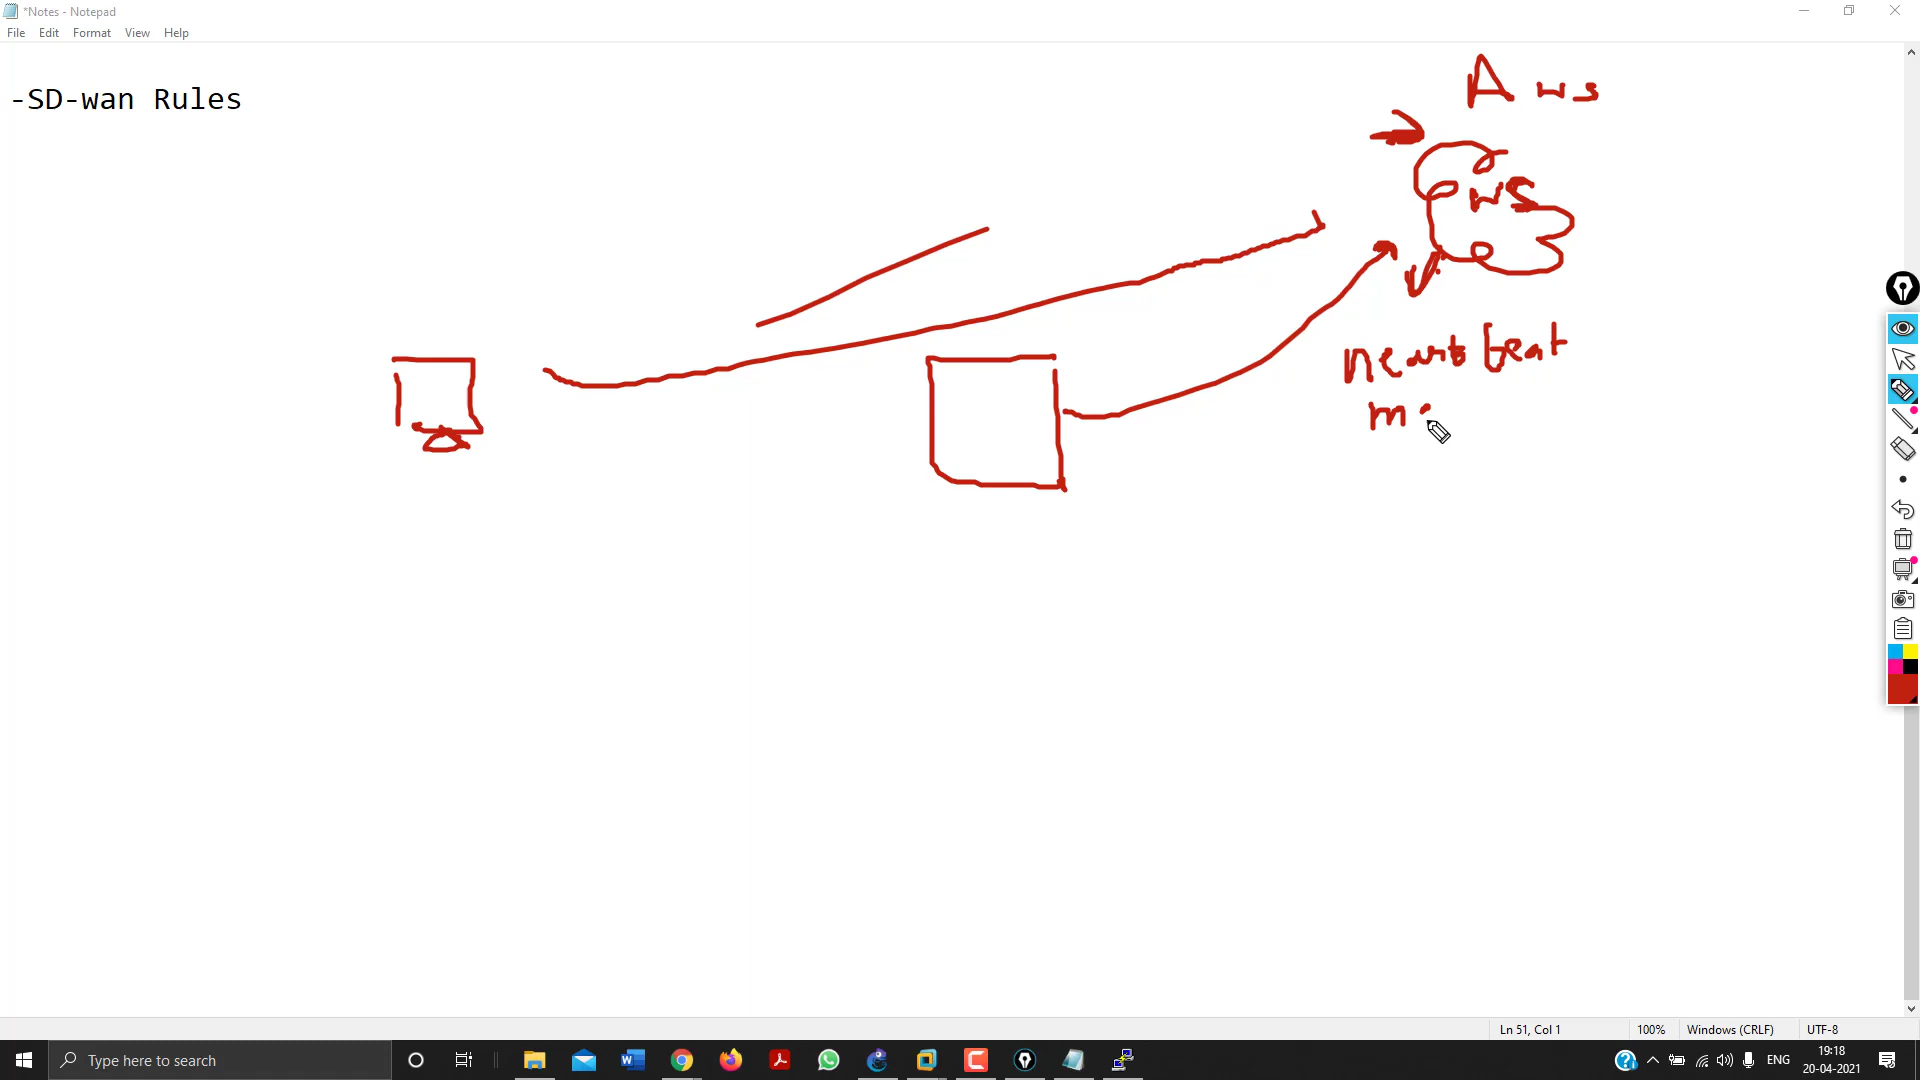 *Notes - Notepad
File Edit Format View Help
-SD-wan Rules
Aws
ws
heart beat
m
Ln 51, Col 1 100% Windows (CRLF) UTF-8
Type here to search
ENG
19:18
20-04-2021